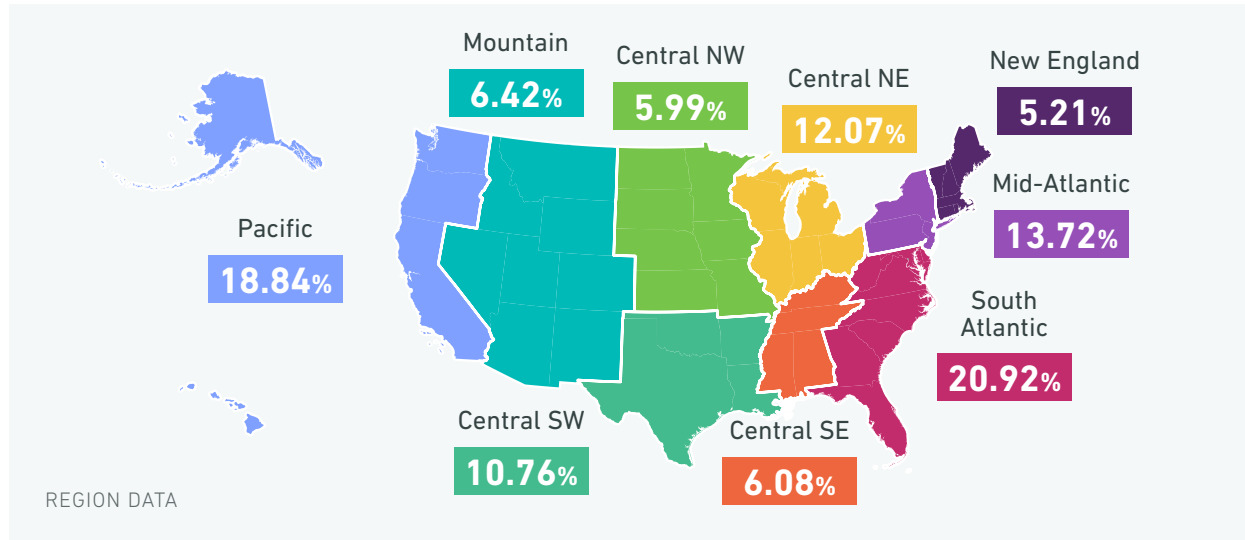 Mountain
6.42%
Central NW
5.99%
Central NE
12.07%
New England
5.21%
Mid-Atlantic
13.72%
Pacific
18.84%
South
Atlantic
20.92%
Central SW
10.76%
Central SE
6.08%
REGION DATA